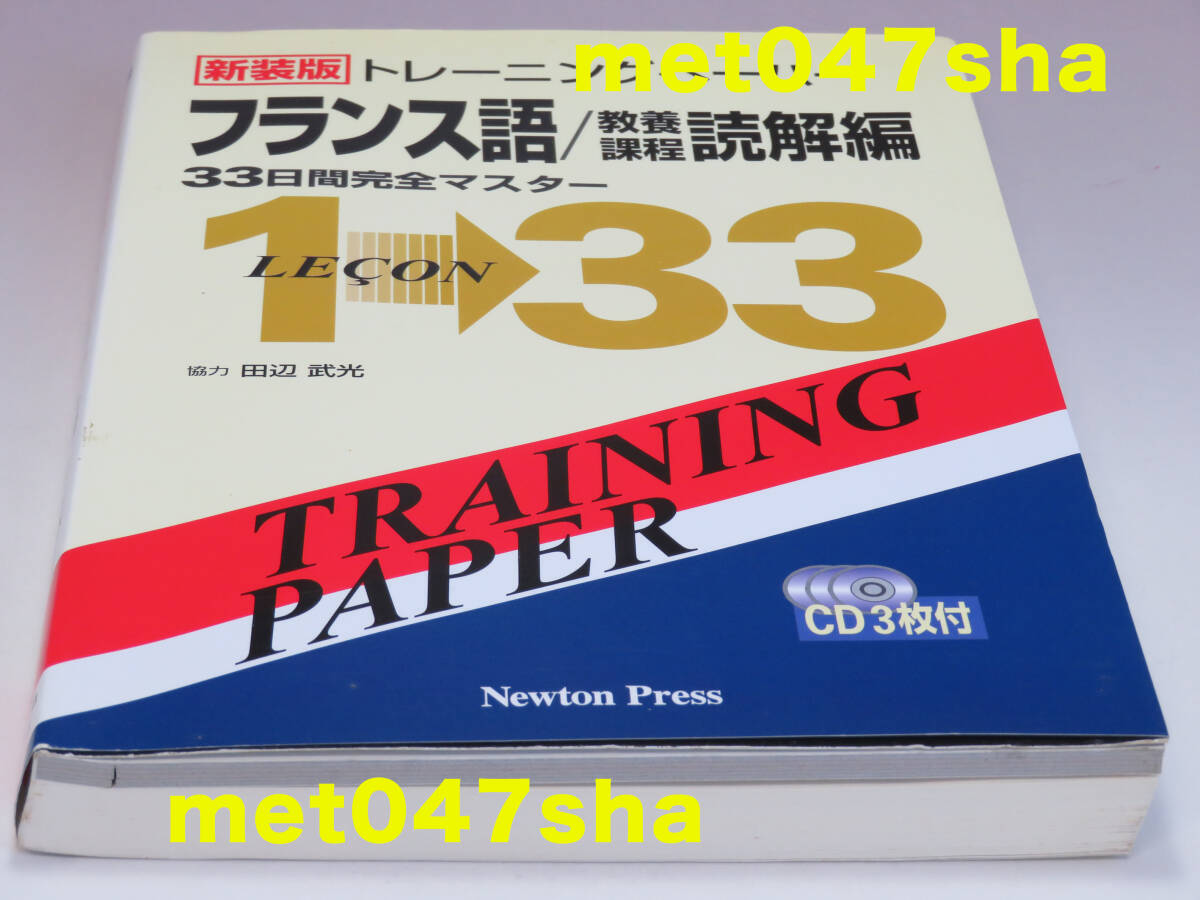 met047sha
新装版 トレーニングペーパー
フランス語/教養課程 読解編
33日間完全マスター
1→33
LEÇON
協力 田辺 武光
TRAINING
PAPER
CD3枚付
Newton Press
met047sha